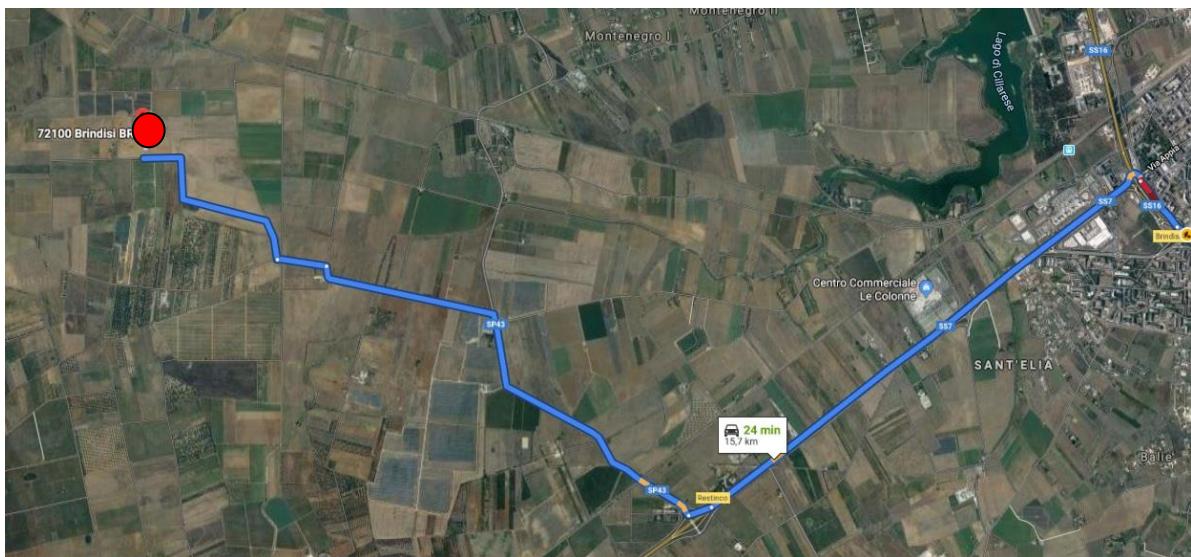 Montenegro II
Montenegro I
Lago di Cillarese
SS16
72100 Brindisi BR
Via Appia
SS7
SS16
Brindis
Centro Commerciale
Le Colonne
SP43
SS7
SANT'ELIA
24 min
15,7 km
Balle
SP43
Restinco